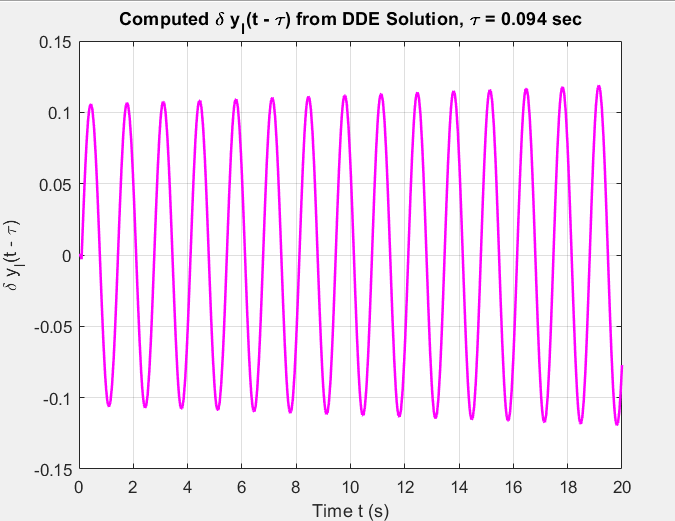 Computed δ y_l(t - τ) from DDE Solution, τ = 0.094 sec
0.15
0.1
0.05
0
-0.05
-0.1
-0.15
δ y_l(t - τ)
0 2 4 6 8 10 12 14 16 18 20
Time t (s)